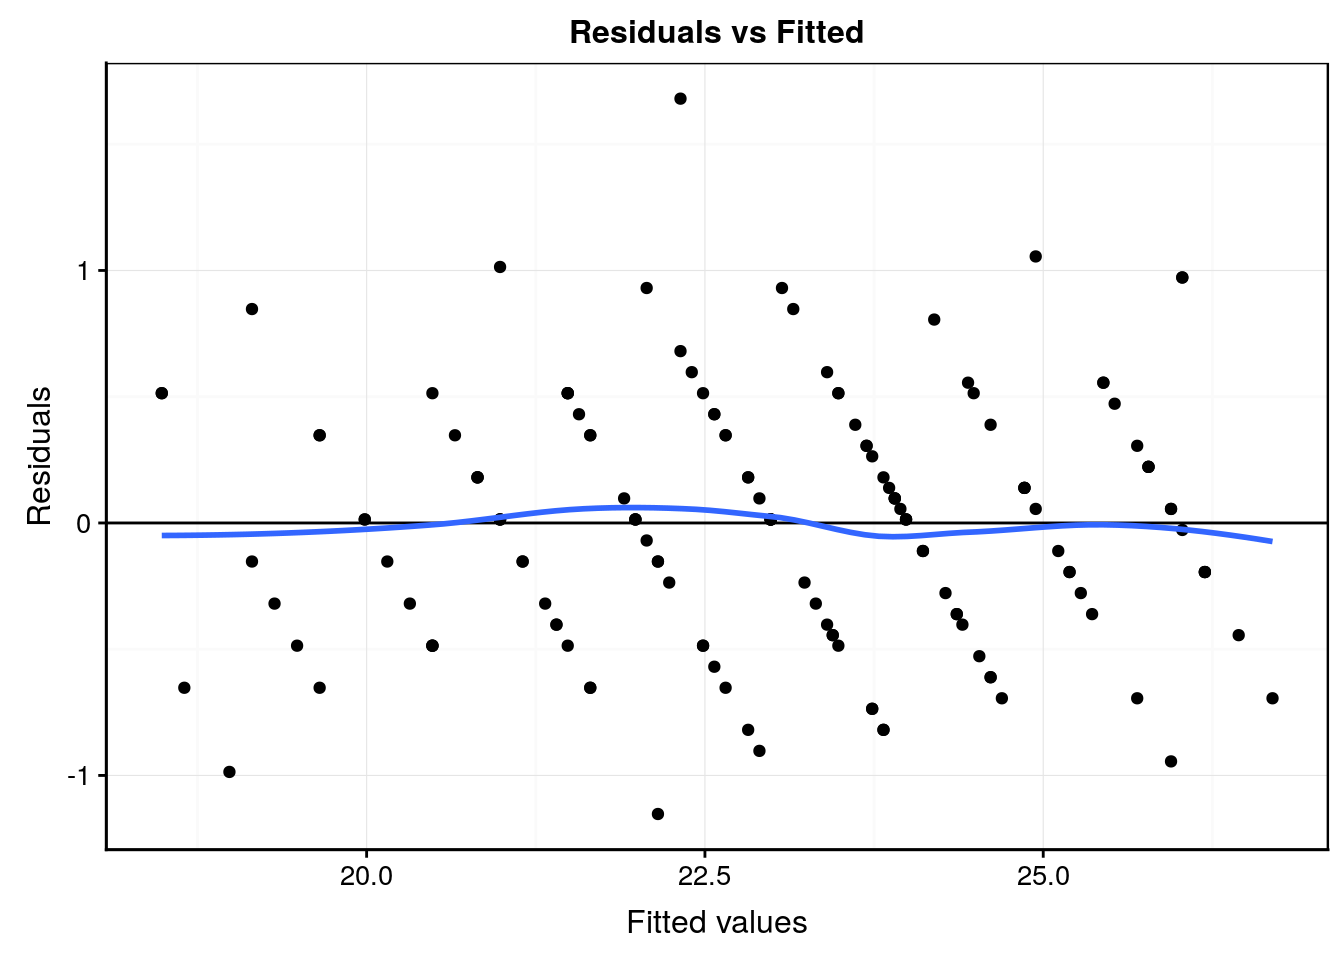 Residuals vs Fitted
1
0
-1
Residuals
20.0 22.5 25.0
Fitted values